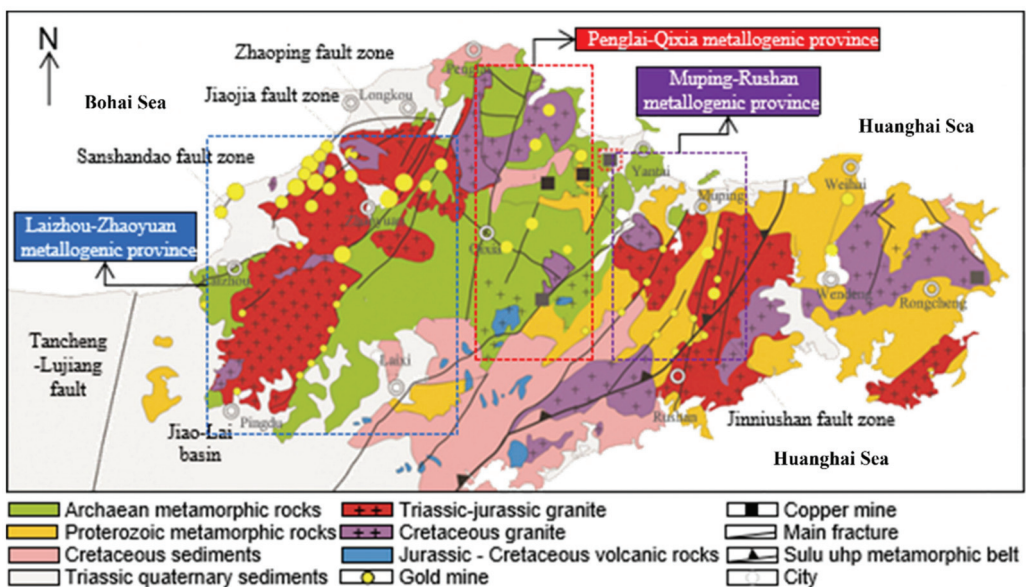 N
Zhaoping fault zone
Penglai-Qixia metallogenic province
Muping-Rushan
metallogenic province
Bohai Sea
Jiaojia fault zone
Longkou
Huanghai Sea
Sanshandao fault zone
Yantai
Weihai
Muping
Laizhou-Zhaoyuan
metallogenic province
Qixia
Laizhou
Wendeng
Rongcheng
Tancheng
-Lujiang
fault
Laixi
Pingdu
Rushan
Jinniushan fault zone
Jiao-Lai
basin
Huanghai Sea
Archaean metamorphic rocks
Triassic-jurassic granite
Copper mine
Proterozoic metamorphic rocks
Cretaceous granite
Main fracture
Cretaceous sediments
Jurassic - Cretaceous volcanic rocks
Sulu uhp metamorphic belt
Triassic quaternary sediments
Gold mine
City